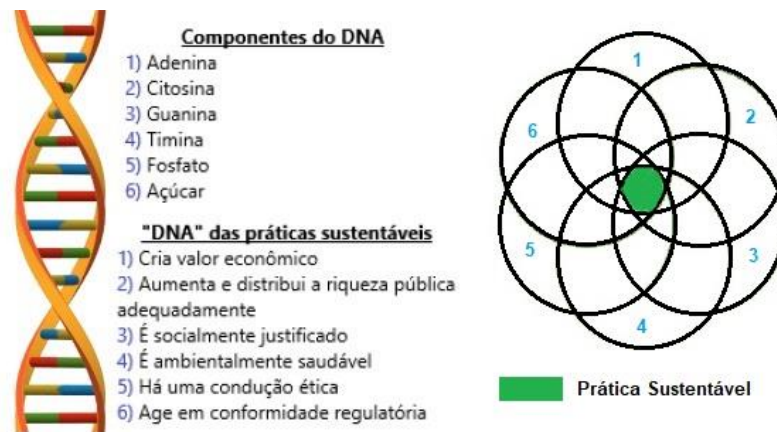 Componentes do DNA
1) Adenina
2) Citosina
3) Guanina
4) Timina
5) Fosfato
6) Açúcar
"DNA" das práticas sustentáveis
1) Cria valor econômico
2) Aumenta e distribui a riqueza pública
adequadamente
3) É socialmente justificado
4) É ambientalmente saudável
5) Há uma condução ética
6) Age em conformidade regulatória
1
2
6
5
3
4
Prática Sustentável